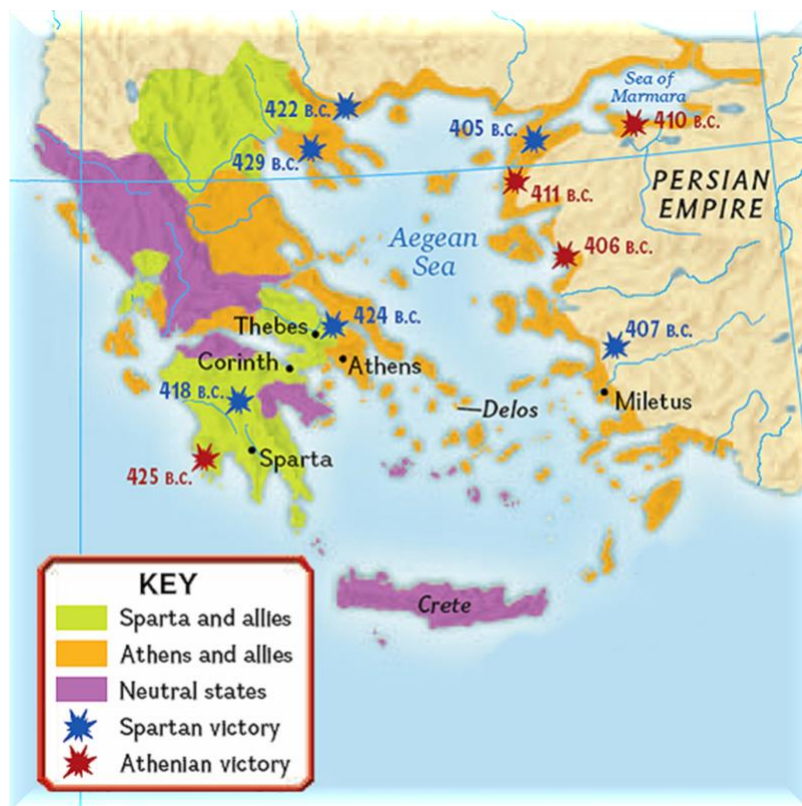 Sea of
Marmara
422 B.C.
405 B.C.
410 B.C.
429 B.C.
411 B.C.
PERSIAN
EMPIRE
Aegean
Sea
406 B.C.
424 B.C.
Thebes
407 B.C.
Corinth
Athens
418 B.C.
Miletus
Delos
Sparta
425 B.C.
Crete
KEY
Sparta and allies
Athens and allies
Neutral states
Spartan victory
Athenian victory